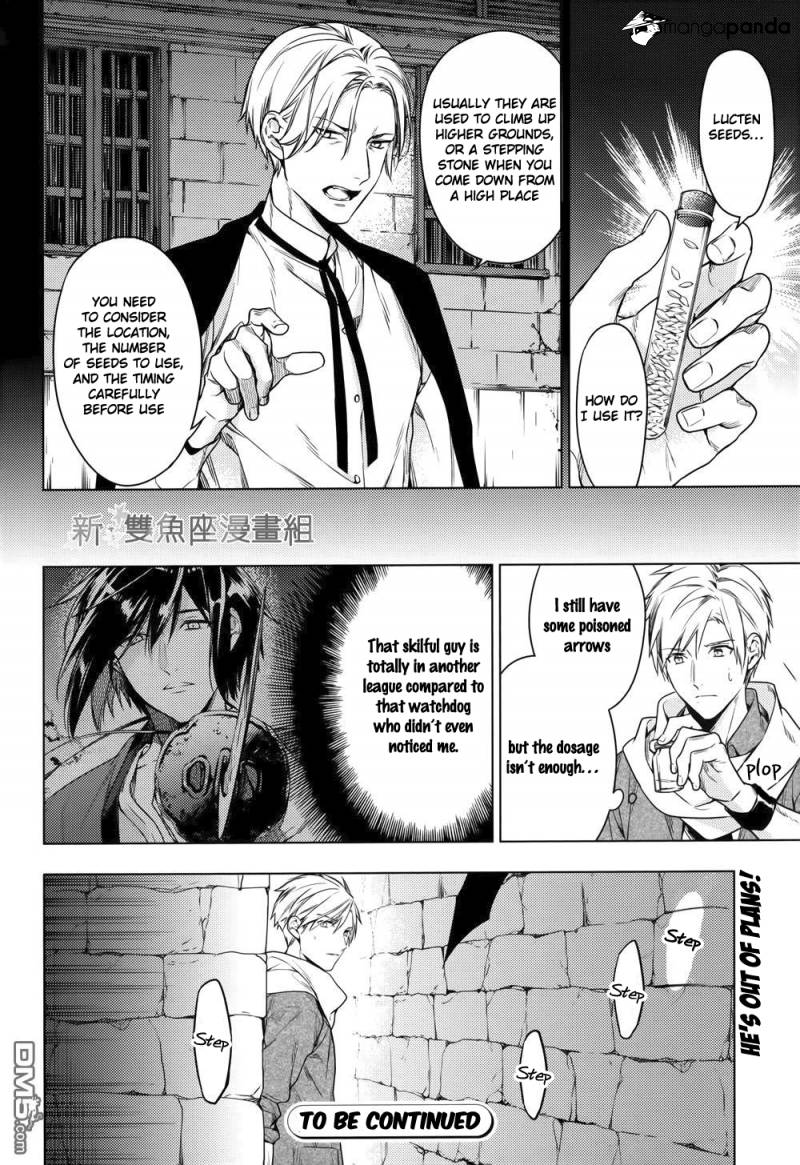 mangapanda
LUCTEN
SEEDS...
HOW DO
I USE IT?
USUALLY THEY ARE
USED TO CLIMB UP
HIGHER GROUNDS,
OR A STEPPING
STONE WHEN YOU
COME DOWN FROM
A HIGH PLACE
YOU NEED
TO CONSIDER
THE LOCATION,
THE NUMBER
OF SEEDS TO USE,
AND THE TIMING
CAREFULLY
BEFORE USE
新 雙魚座漫畫組
I still have
some poisoned
arrows
but the dosage
isn't enough...
PLOP
That skilful guy is
totally in another
league compared to
that watchdog
who didn't even
noticed me.
HE'S OUT OF PLANS!
Step
Step
Step
Step
TO BE CONTINUED
DM5.com